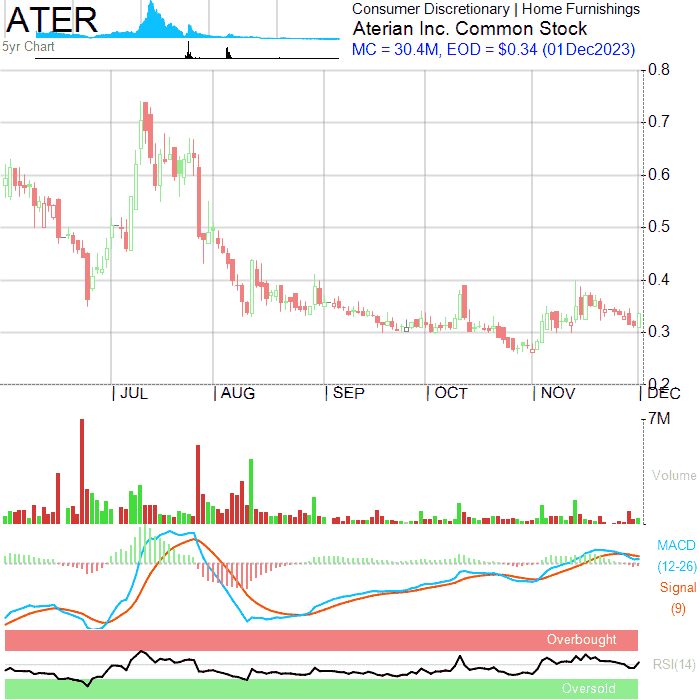 ATER
Consumer Discretionary | Home Furnishings
Aterian Inc. Common Stock
MC = 30.4M, EOD = $0.34 (01Dec2023)
5yr Chart
0.8
0.7
0.6
0.5
0.4
0.3
0.2
| JUL | AUG | SEP | OCT | NOV | DEC
7M
Volume
MACD
(12-26)
Signal
(9)
Overbought
RSI(14)
Oversold